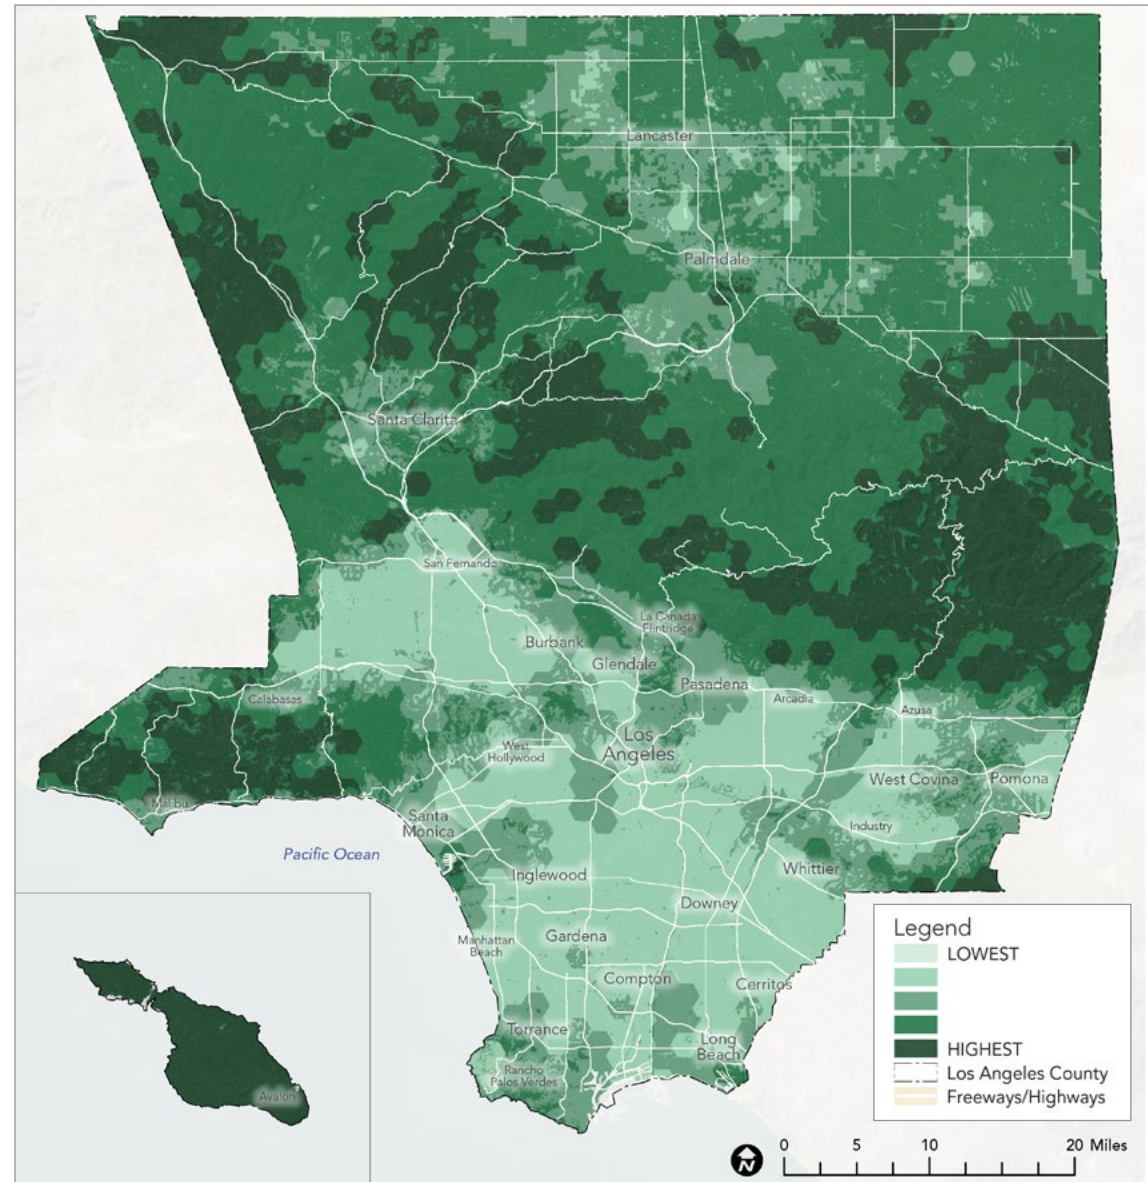 Lancaster
Palmdale
Santa Clarita
San Fernando
La Canada
Flintridge
Burbank
Glendale
Pasadena
Arcadia
Azusa
Calabasas
Los
Angeles
West
Hollywood
West Covina
Pomona
Malibu
Santa
Monica
Industry
Pacific Ocean
Inglewood
Whittier
Downey
Manhattan
Beach
Gardena
Compton
Cerritos
Torrance
Long
Beach
Rancho
Palos Verdes
Avalon
Legend
LOWEST
HIGHEST
Los Angeles County
Freeways/Highways
N
0 5 10 20 Miles